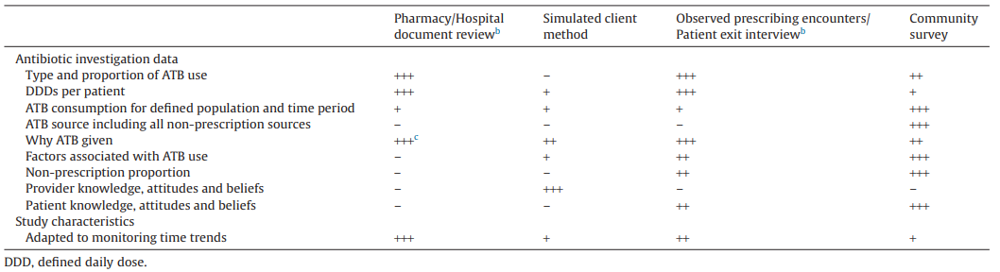 Pharmacy/Hospital document review^b Simulated client method Observed prescribing encounters/ Patient exit interview^b Community survey
Antibiotic investigation data
Type and proportion of ATB use +++ – +++ ++
DDDs per patient +++ + +++ +
ATB consumption for defined population and time period + + + +++
ATB source including all non-prescription sources – – – +++
Why ATB given +++^c ++ +++ ++
Factors associated with ATB use – + ++ +++
Non-prescription proportion – – ++ +++
Provider knowledge, attitudes and beliefs – +++ – –
Patient knowledge, attitudes and beliefs – – ++ +++
Study characteristics
Adapted to monitoring time trends +++ + ++ +
DDD, defined daily dose.